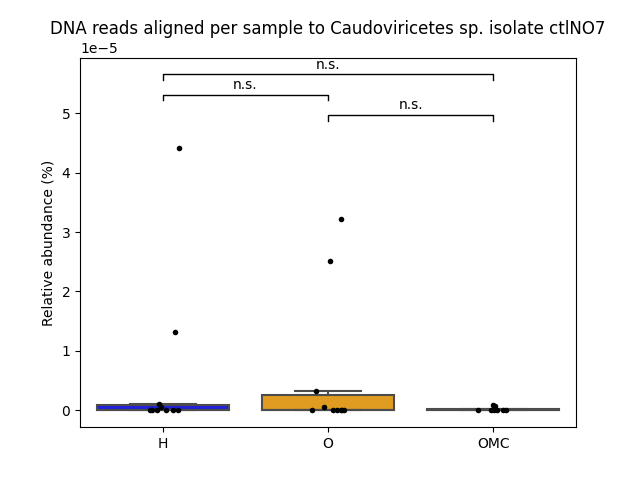 DNA reads aligned per sample to Caudoviricetes sp. isolate ctlNO7
1e−5
n.s.
n.s.
n.s.
5
4
3
2
1
0
Relative abundance (%)
H O OMC